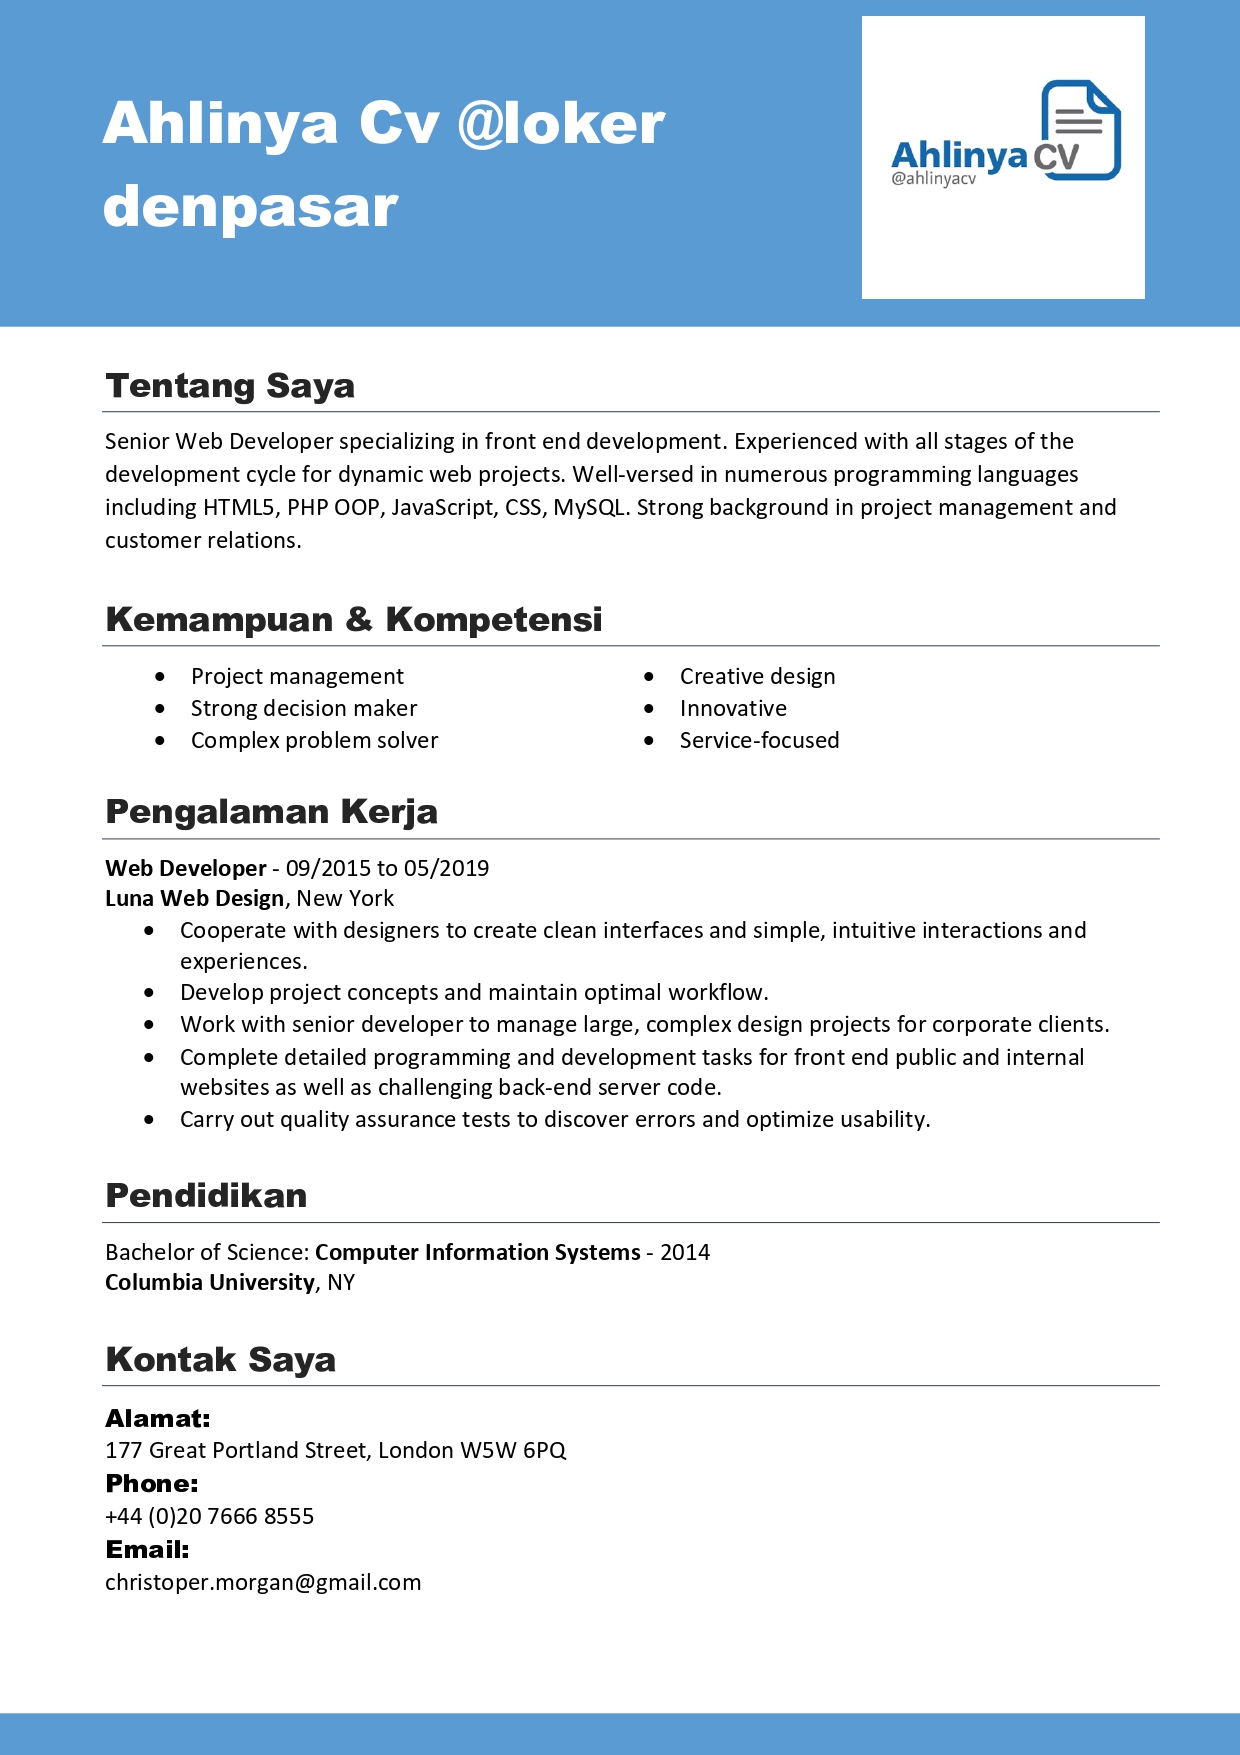 Ahlinya Cv @loker
denpasar
Ahlinya CV
@ahlinyacv
Tentang Saya
Senior Web Developer specializing in front end development. Experienced with all stages of the
development cycle for dynamic web projects. Well-versed in numerous programming languages
including HTML5, PHP OOP, JavaScript, CSS, MySQL. Strong background in project management and
customer relations.
Kemampuan & Kompetensi
• Project management
• Strong decision maker
• Complex problem solver
• Creative design
• Innovative
• Service-focused
Pengalaman Kerja
Web Developer - 09/2015 to 05/2019
Luna Web Design, New York
• Cooperate with designers to create clean interfaces and simple, intuitive interactions and
experiences.
• Develop project concepts and maintain optimal workflow.
• Work with senior developer to manage large, complex design projects for corporate clients.
• Complete detailed programming and development tasks for front end public and internal
websites as well as challenging back-end server code.
• Carry out quality assurance tests to discover errors and optimize usability.
Pendidikan
Bachelor of Science: Computer Information Systems - 2014
Columbia University, NY
Kontak Saya
Alamat:
177 Great Portland Street, London W5W 6PQ
Phone:
+44 (0)20 7666 8555
Email:
christoper.morgan@gmail.com